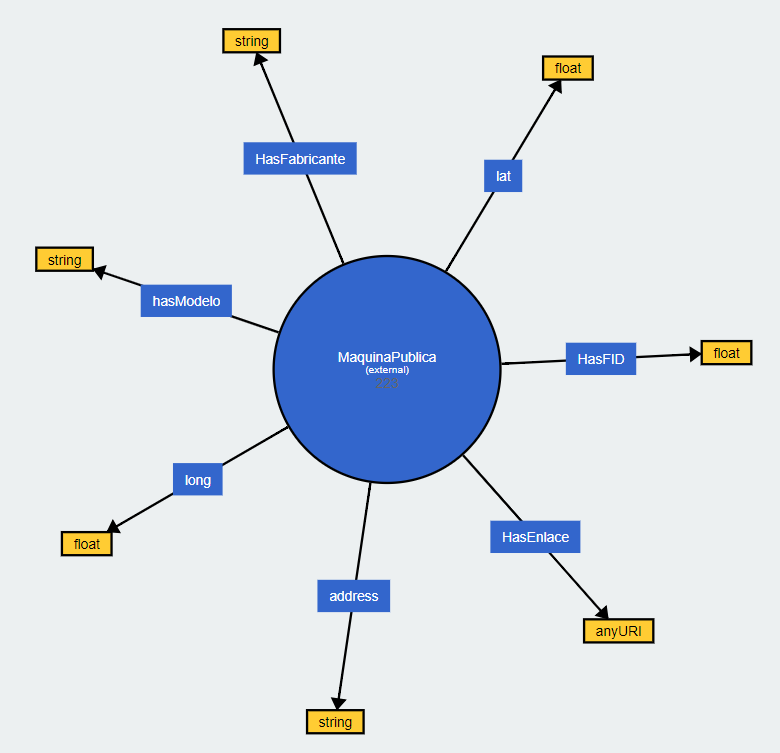 string
float
HasFabricante
lat
string
hasModelo
MaquinaPublica
(external)
HasFID
float
long
HasEnlace
float
address
anyURI
string